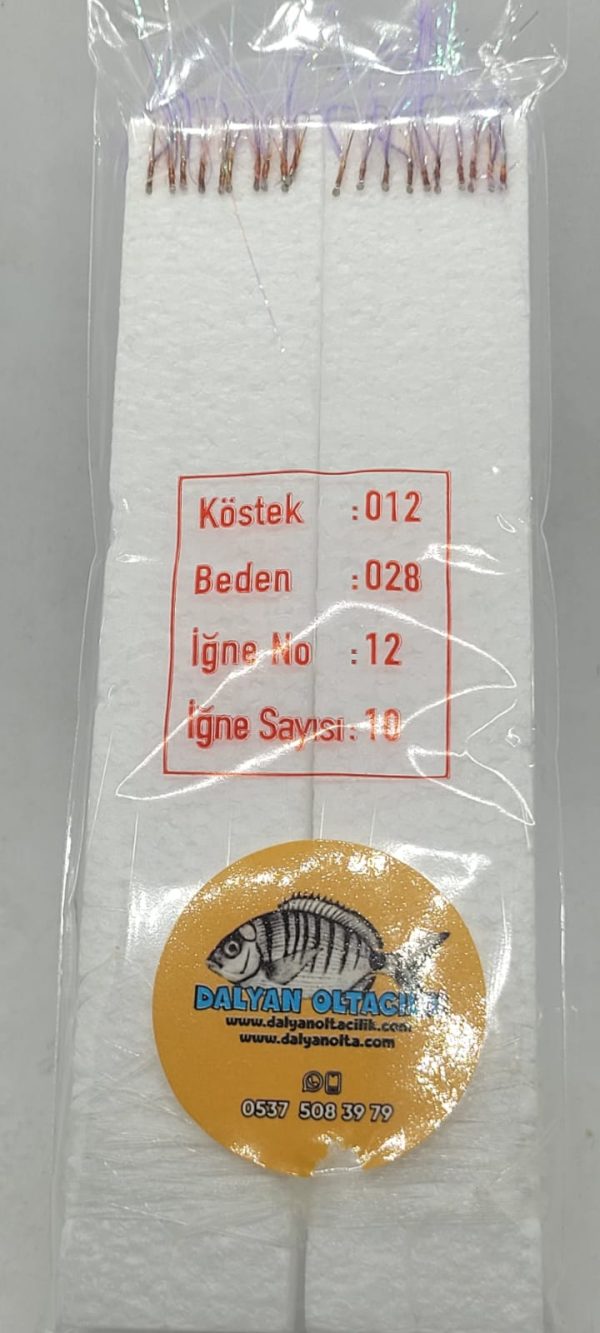 Köstek :012
Beden :028
İğne No :12
İğne Sayısı: 10
DALYAN
www.dalyanoltacilik.com
www.dalyanolta.com
0537 508 39 79